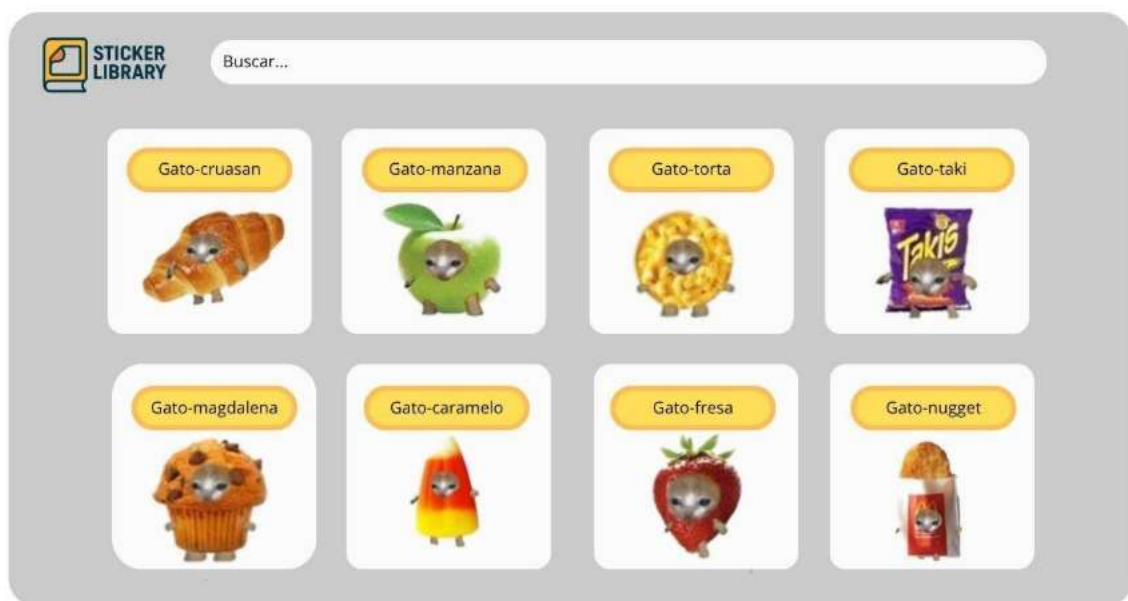 STICKER
LIBRARY
Buscar...
Gato-cruasan
Gato-manzana
Gato-torta
Gato-taki
Takis
Gato-magdalena
Gato-caramelo
Gato-fresa
Gato-nugget